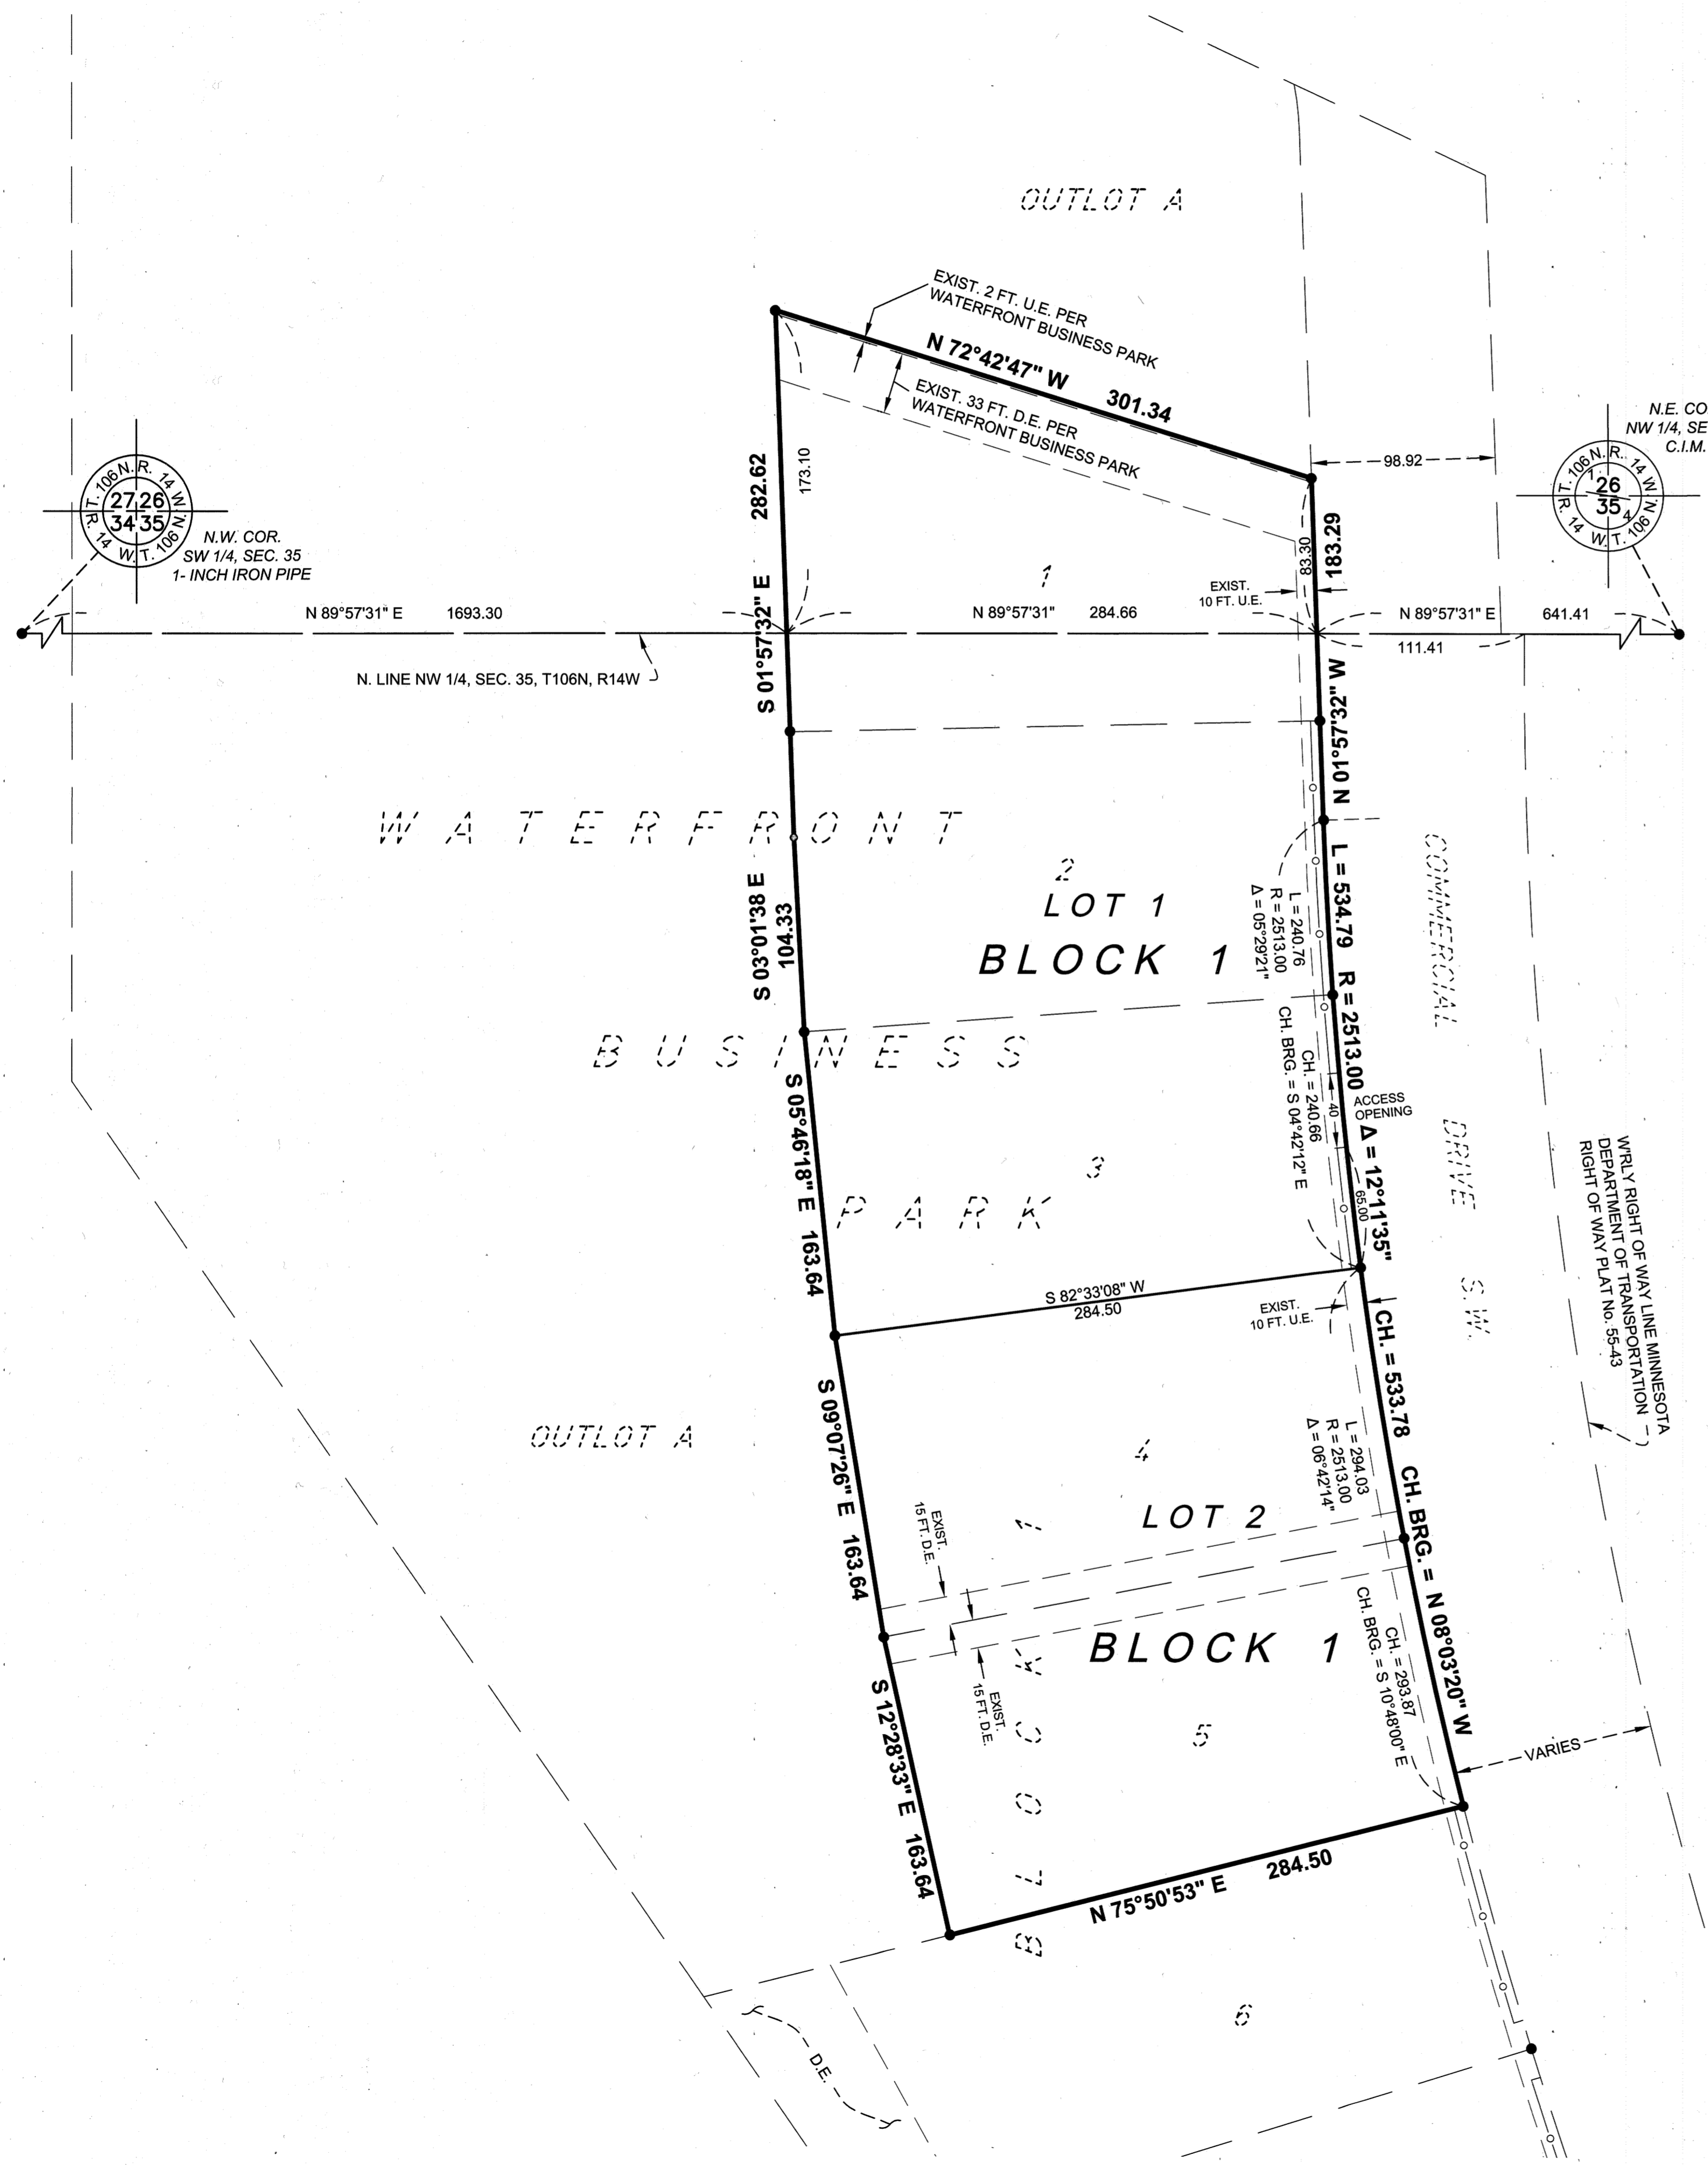 OUTLOT A
EXIST. 2 FT. U.E. PER
WATERFRONT BUSINESS PARK
N 72°42'47" W 301.34
EXIST. 33 FT. D.E. PER
WATERFRONT BUSINESS PARK
98.92
N.E. CO
NW 1/4, SE
C.I.M.
T. 106 N. R. 14 W.
27 26
34 35
R. 14 W. T. 106 N.
N.W. COR.
SW 1/4, SEC. 35
1- INCH IRON PIPE
T. 106 N. R. 14 W.
1 26
35 4
R. 14 W. T. 106 N.
282.62
173.10
S 01°57'32" E
183.29
83.30
EXIST.
10 FT. U.E.
1
N 89°57'31" E 1693.30
N 89°57'31" 284.66
N 89°57'31" E 641.41
111.41
N. LINE NW 1/4, SEC. 35, T106N, R14W
N 01°57'32" W
WATERFRONT
2
LOT 1
BLOCK 1
S 03°01'38 E
104.33
L = 240.76
R = 2513.00
Δ = 05°29'21"
L = 534.79 R = 2513.00 Δ = 12°11'35"
COMMERCIAL DRIVE S.W.
BUSINESS
CH. = 240.66
CH. BRG. = S 04°42'12" E
40
ACCESS
OPENING
65.00
S 05°46'18" E 163.64
3
PARK
W'RLY RIGHT OF WAY LINE MINNESOTA
DEPARTMENT OF TRANSPORTATION
RIGHT OF WAY PLAT No. 55-43
S 82°33'08" W
284.50
EXIST.
10 FT. U.E.
CH. = 533.78 CH. BRG. = N 08°03'20" W
OUTLOT A
S 09°07'26" E 163.64
4
L = 294.03
R = 2513.00
Δ = 06°42'14"
LOT 2
EXIST.
15 FT. D.E.
BLOCK 1
BLOCK 1
EXIST.
15 FT. D.E.
CH. = 293.87
CH. BRG. = S 10°48'00" E
5
S 12°28'33" E 163.64
VARIES
N 75°50'53" E 284.50
6
D.E.